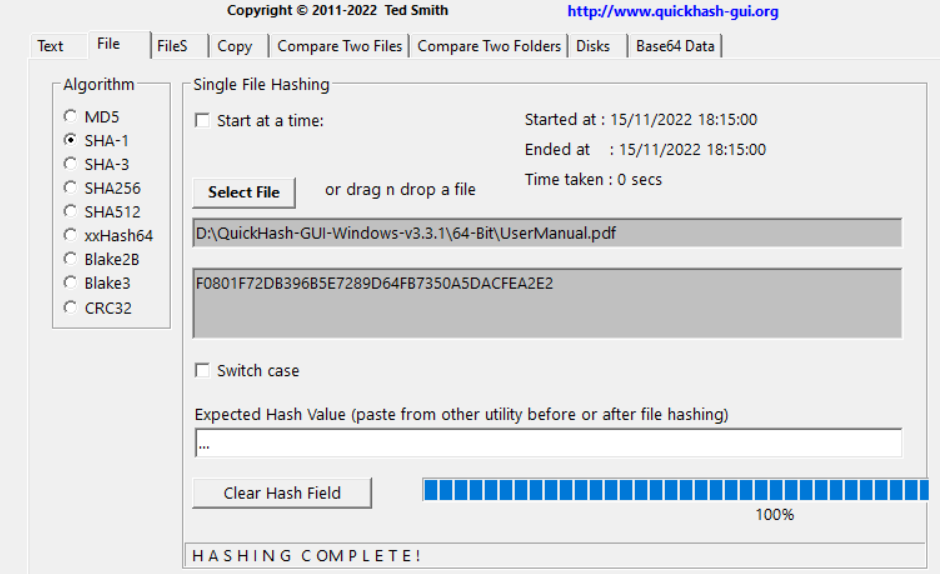 Copyright © 2011-2022 Ted Smith http://www.quickhash-gui.org
Text File FileS Copy Compare Two Files Compare Two Folders Disks Base64 Data
Algorithm
MD5
SHA-1
SHA-3
SHA256
SHA512
xxHash64
Blake2B
Blake3
CRC32
Single File Hashing
Start at a time:
Started at : 15/11/2022 18:15:00
Ended at : 15/11/2022 18:15:00
Time taken : 0 secs
Select File or drag n drop a file
D:\QuickHash-GUI-Windows-v3.3.1\64-Bit\UserManual.pdf
F0801F72DB396B5E7289D64FB7350A5DACFEA2E2
Switch case
Expected Hash Value (paste from other utility before or after file hashing)
...
Clear Hash Field
100%
HASHING COMPLETE!